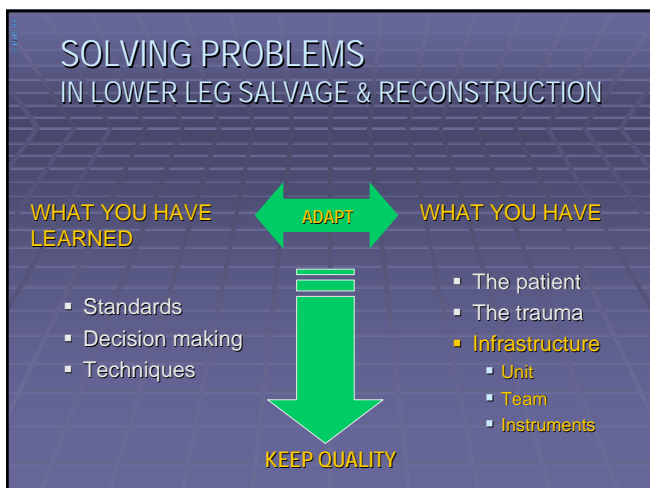 SOLVING PROBLEMS
IN LOWER LEG SALVAGE & RECONSTRUCTION
WHAT YOU HAVE
LEARNED
▪ Standards
▪ Decision making
▪ Techniques
ADAPT
WHAT YOU HAVE
▪ The patient
▪ The trauma
▪ Infrastructure
▪ Unit
▪ Team
▪ Instruments
KEEP QUALITY